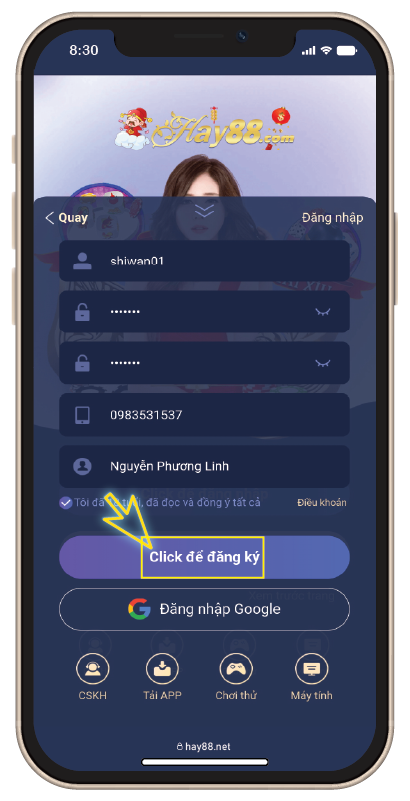 8:30
Hay88.com
Quay
Đăng nhập
shiwan01
•••••••
•••••••
0983531537
Nguyễn Phương Linh
Tôi đã tuổi, đã đọc và đồng ý tất cả
Điều khoản
Click để đăng ký
Đăng nhập Google
CSKH
Tải APP
Chơi thử
Máy tính
hay88.net